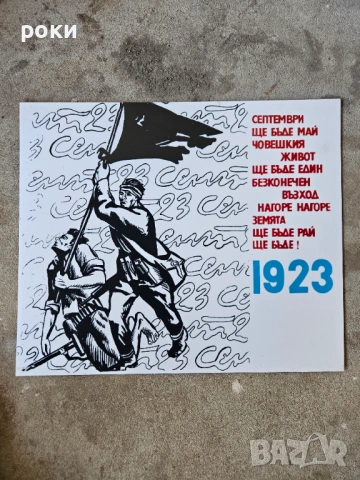 роки
СЕПТЕМВРИ
ЩЕ БЪДЕ МАЙ
ЧОВЕШКИЯ
ЖИВОТ
ЩЕ БЪДЕ ЕДИН
БЕЗКОНЕЧЕН
ВЪЗХОД
НАГОРЕ НАГОРЕ
ЗЕМЯТА
ЩЕ БЪДЕ РАЙ
ЩЕ БЪДЕ!
1923
BAZAR